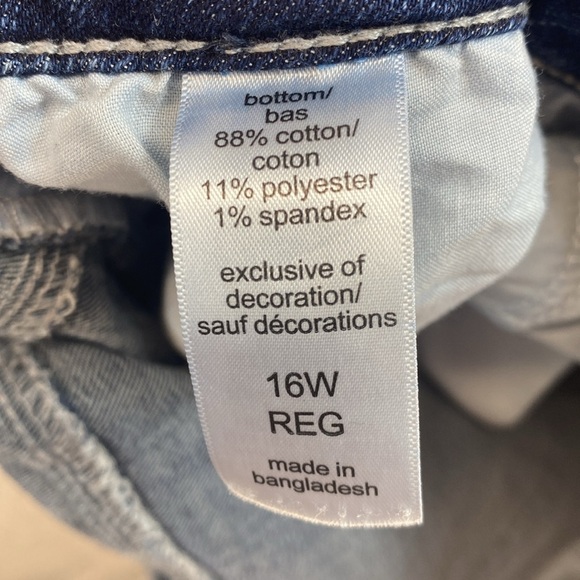 bottom/
bas
88% cotton/
coton
11% polyester
1% spandex
exclusive of
decoration/
sauf décorations
16W
REG
made in
bangladesh